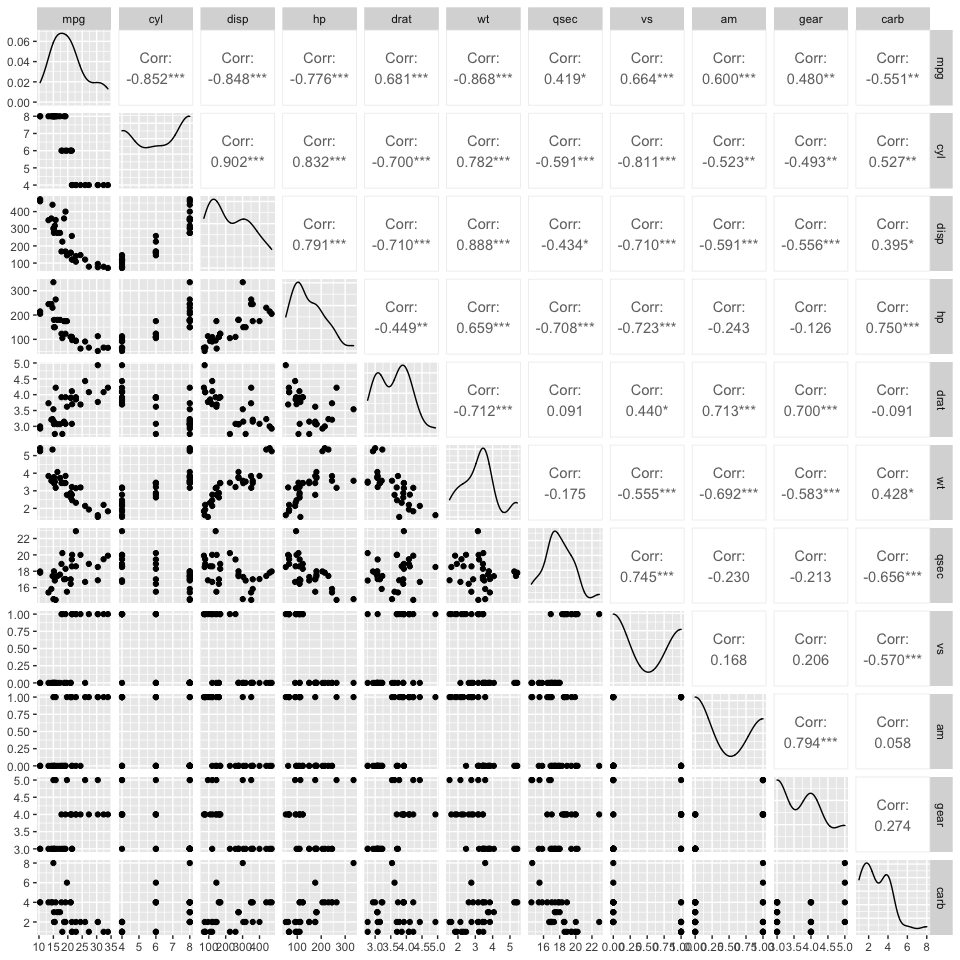 mpg cyl disp hp drat wt qsec vs am gear carb
0.06
0.04
0.02
0.00
Corr: Corr: Corr: Corr: Corr: Corr: Corr: Corr: Corr: Corr:
-0.852*** -0.848*** -0.776*** 0.681*** -0.868*** 0.419* 0.664*** 0.600*** 0.480** -0.551**
mpg
8
7
6
5
4
Corr: Corr: Corr: Corr: Corr: Corr: Corr: Corr: Corr:
0.902*** 0.832*** -0.700*** 0.782*** -0.591*** -0.811*** -0.523** -0.493** 0.527**
cyl
400
300
200
100
Corr: Corr: Corr: Corr: Corr: Corr: Corr: Corr:
0.791*** -0.710*** 0.888*** -0.434* -0.710*** -0.591*** -0.556*** 0.395*
disp
300
200
100
Corr: Corr: Corr: Corr: Corr: Corr: Corr:
-0.449** 0.659*** -0.708*** -0.723*** -0.243 -0.126 0.750***
hp
5.0
4.5
4.0
3.5
3.0
Corr: Corr: Corr: Corr: Corr: Corr:
-0.712*** 0.091 0.440* 0.713*** 0.700*** -0.091
drat
5
4
3
2
Corr: Corr: Corr: Corr: Corr:
-0.175 -0.555*** -0.692*** -0.583*** 0.428*
wt
22
20
18
16
Corr: Corr: Corr: Corr:
0.745*** -0.230 -0.213 -0.656***
qsec
1.00
0.75
0.50
0.25
0.00
Corr: Corr: Corr:
0.168 0.206 -0.570***
vs
1.00
0.75
0.50
0.25
0.00
Corr: Corr:
0.794*** 0.058
am
5.0
4.5
4.0
3.5
3.0
Corr:
0.274
gear
8
6
4
2
carb
10 15 20 25 30 35 4 5 6 7 8 100 200 300 400 100 200 300 3.0 3.5 4.0 4.5 5.0 2 3 4 5 16 18 20 22 0.00 0.25 0.50 0.75 1.00 0.00 0.25 0.50 0.75 1.00 3.0 3.5 4.0 4.5 5.0 2 4 6 8